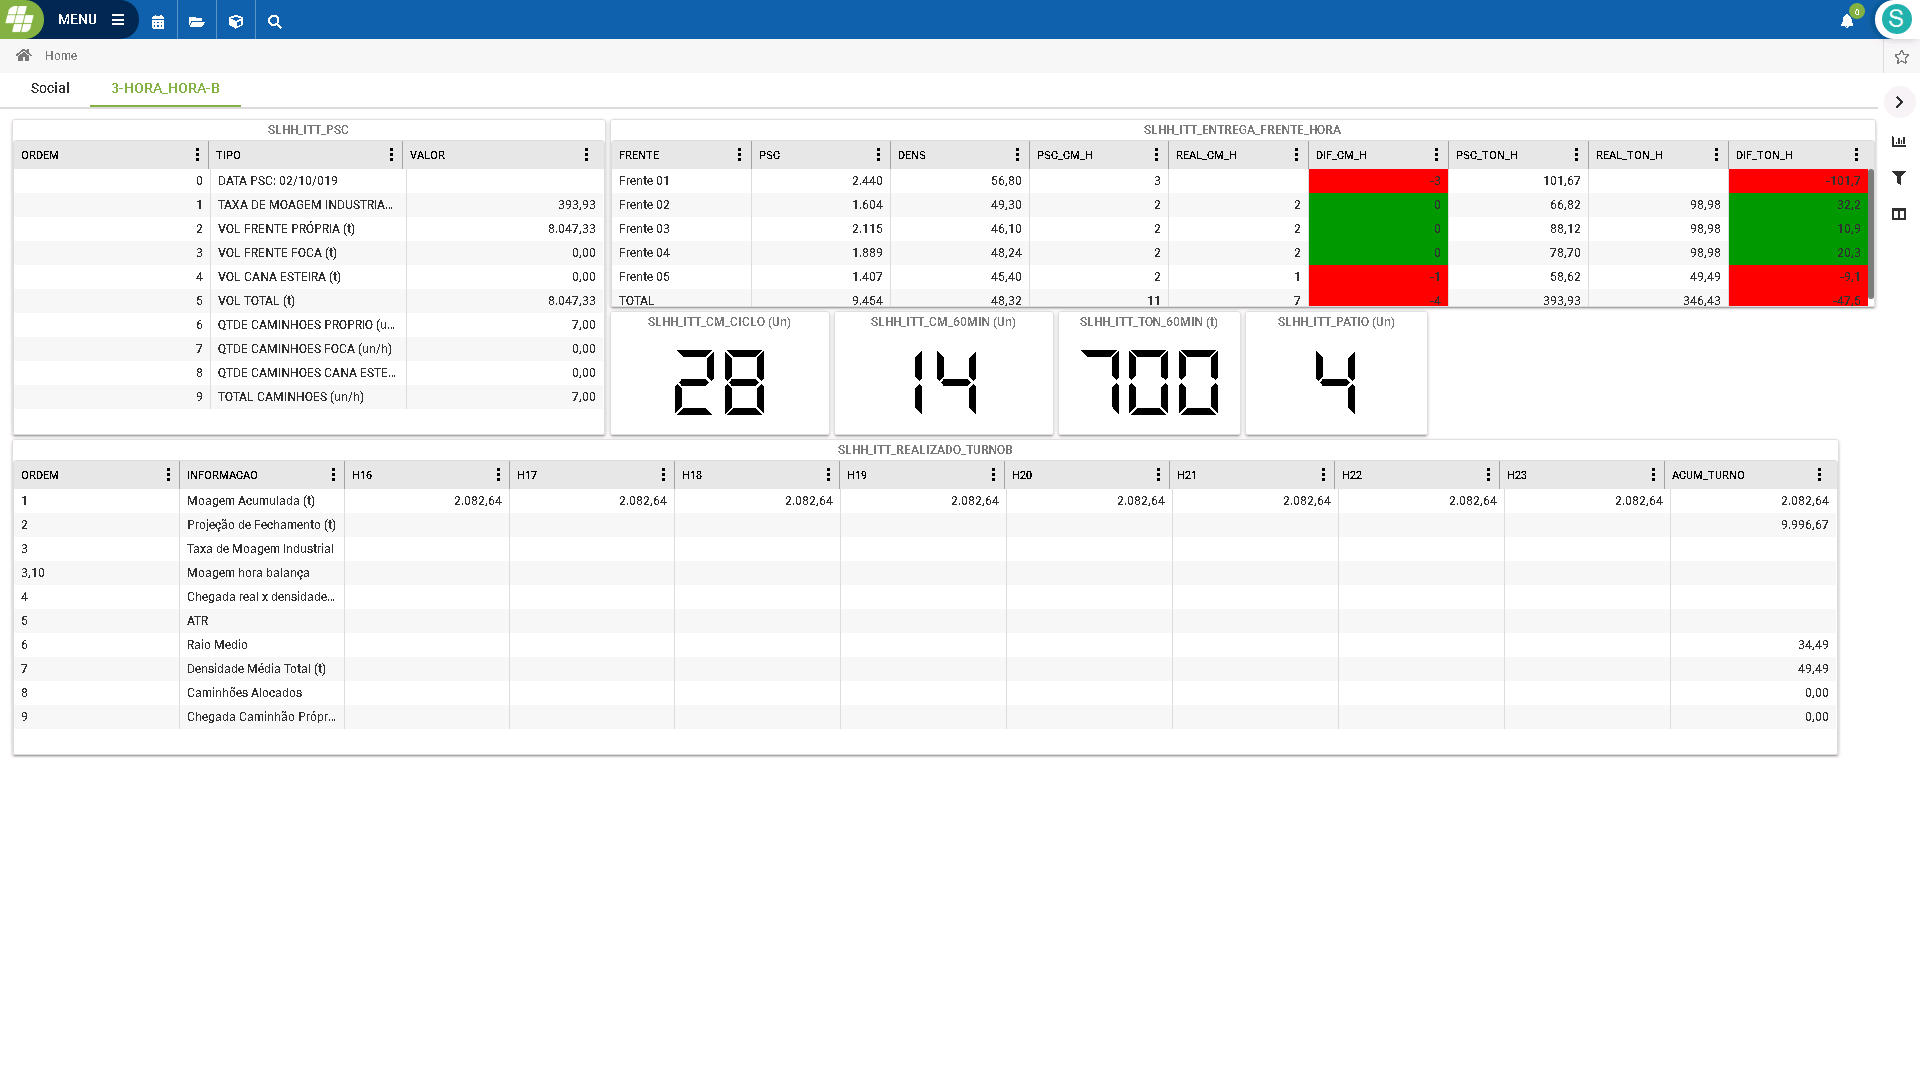 MENU
0
S
Home
Social 3-HORA_HORA-B
SLHH_ITT_PSC
ORDEM TIPO VALOR
0 DATA PSC: 02/10/019
1 TAXA DE MOAGEM INDUSTRIA... 393,93
2 VOL FRENTE PRÓPRIA (t) 8.047,33
3 VOL FRENTE FOCA (t) 0,00
4 VOL CANA ESTEIRA (t) 0,00
5 VOL TOTAL (t) 8.047,33
6 QTDE CAMINHOES PROPRIO (u... 7,00
7 QTDE CAMINHOES FOCA (un/h) 0,00
8 QTDE CAMINHOES CANA ESTE... 0,00
9 TOTAL CAMINHOES (un/h) 7,00
SLHH_ITT_ENTREGA_FRENTE_HORA
FRENTE PSC DENS PSC_CM_H REAL_CM_H DIF_CM_H PSC_TON_H REAL_TON_H DIF_TON_H
Frente 01 2.440 56,80 3 -3 101,67 -101,7
Frente 02 1.604 49,30 2 2 0 66,82 98,98 32,2
Frente 03 2.115 46,10 2 2 0 88,12 98,98 10,9
Frente 04 1.889 48,24 2 2 0 78,70 98,98 20,3
Frente 05 1.407 45,40 2 1 -1 58,62 49,49 -9,1
TOTAL 9.454 48,32 11 7 -4 393,93 346,43 -47,5
SLHH_ITT_CM_CICLO (Un)
28
SLHH_ITT_CM_60MIN (Un)
14
SLHH_ITT_TON_60MIN (t)
700
SLHH_ITT_PATIO (Un)
4
SLHH_ITT_REALIZADO_TURNOB
ORDEM INFORMACAO H16 H17 H18 H19 H20 H21 H22 H23 ACUM_TURNO
1 Moagem Acumulada (t) 2.082,64 2.082,64 2.082,64 2.082,64 2.082,64 2.082,64 2.082,64 2.082,64 2.082,64
2 Projeção de Fechamento (t) 9.996,67
3 Taxa de Moagem Industrial
3,10 Moagem hora balança
4 Chegada real x densidade...
5 ATR
6 Raio Medio 34,49
7 Densidade Média Total (t) 49,49
8 Caminhões Alocados 0,00
9 Chegada Caminhão Própr... 0,00